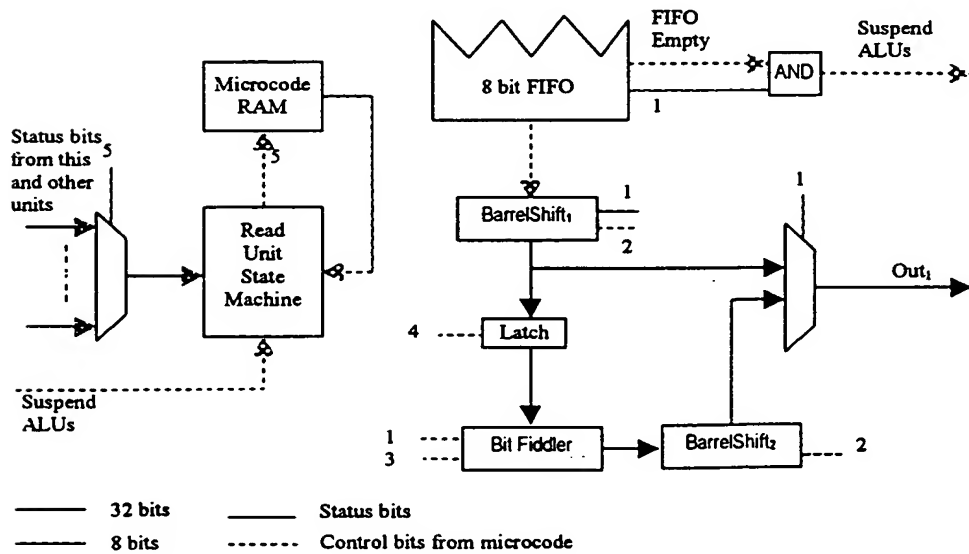 FIFO
Empty
Suspend
ALUs
AND
8 bit FIFO
1
Microcode
RAM
5
Status bits
from this
and other
units
5
Read
Unit
State
Machine
Suspend
ALUs
BarrelShift₁
1
2
1
Out₁
4
Latch
1
3
Bit Fiddler
BarrelShift₂
2
32 bits
Status bits
8 bits
Control bits from microcode